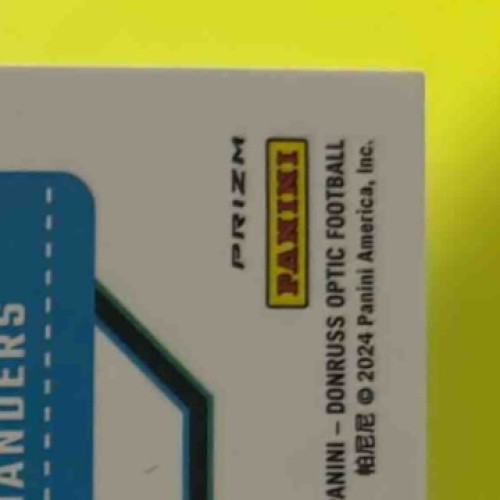 PRIZM
PANINI
ANINI – DONRUSS OPTIC FOOTBALL
帕尼尼 © 2024 Panini America, Inc.
ANDERS